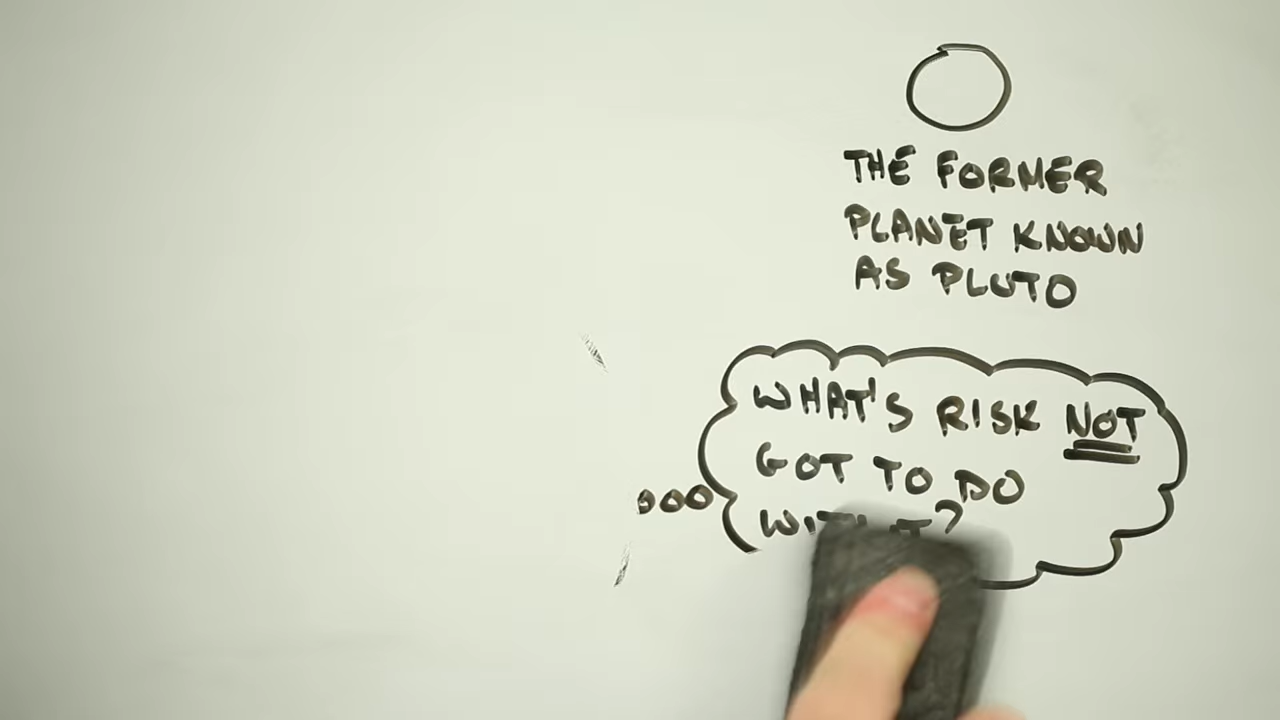 THE FORMER
PLANET KNOWN
AS PLUTO
WHAT'S RISK NOT
GOT TO DO
?